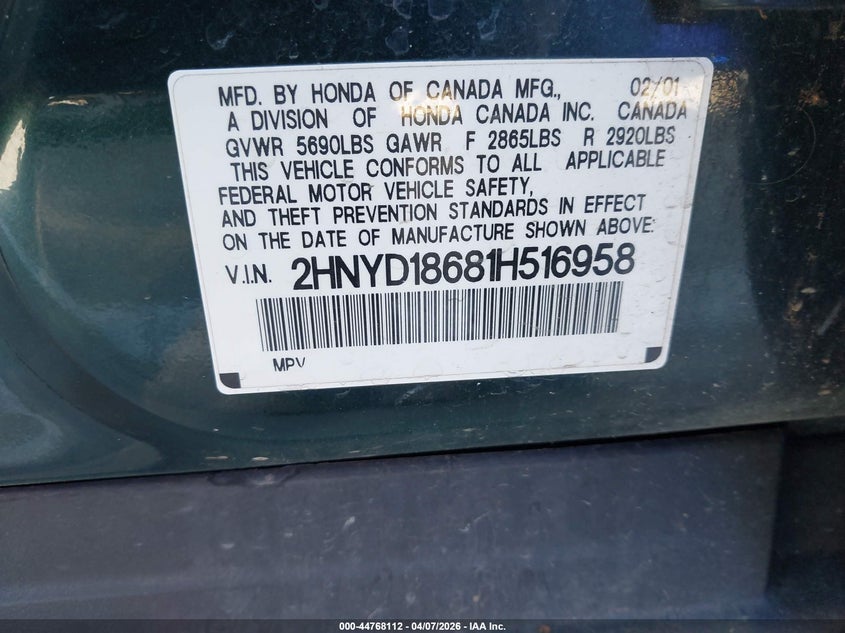 MFD. BY HONDA OF CANADA MFG., 02/01
A DIVISION OF HONDA CANADA INC. CANADA
GVWR 5690LBS GAWR F 2865LBS R 2920LBS
THIS VEHICLE CONFORMS TO ALL APPLICABLE
FEDERAL MOTOR VEHICLE SAFETY,
AND THEFT PREVENTION STANDARDS IN EFFECT
ON THE DATE OF MANUFACTURE SHOWN ABOVE:
V.I.N. 2HNYD18681H516958
MPV
000-44768112 - 04/07/2026 - IAA Inc.